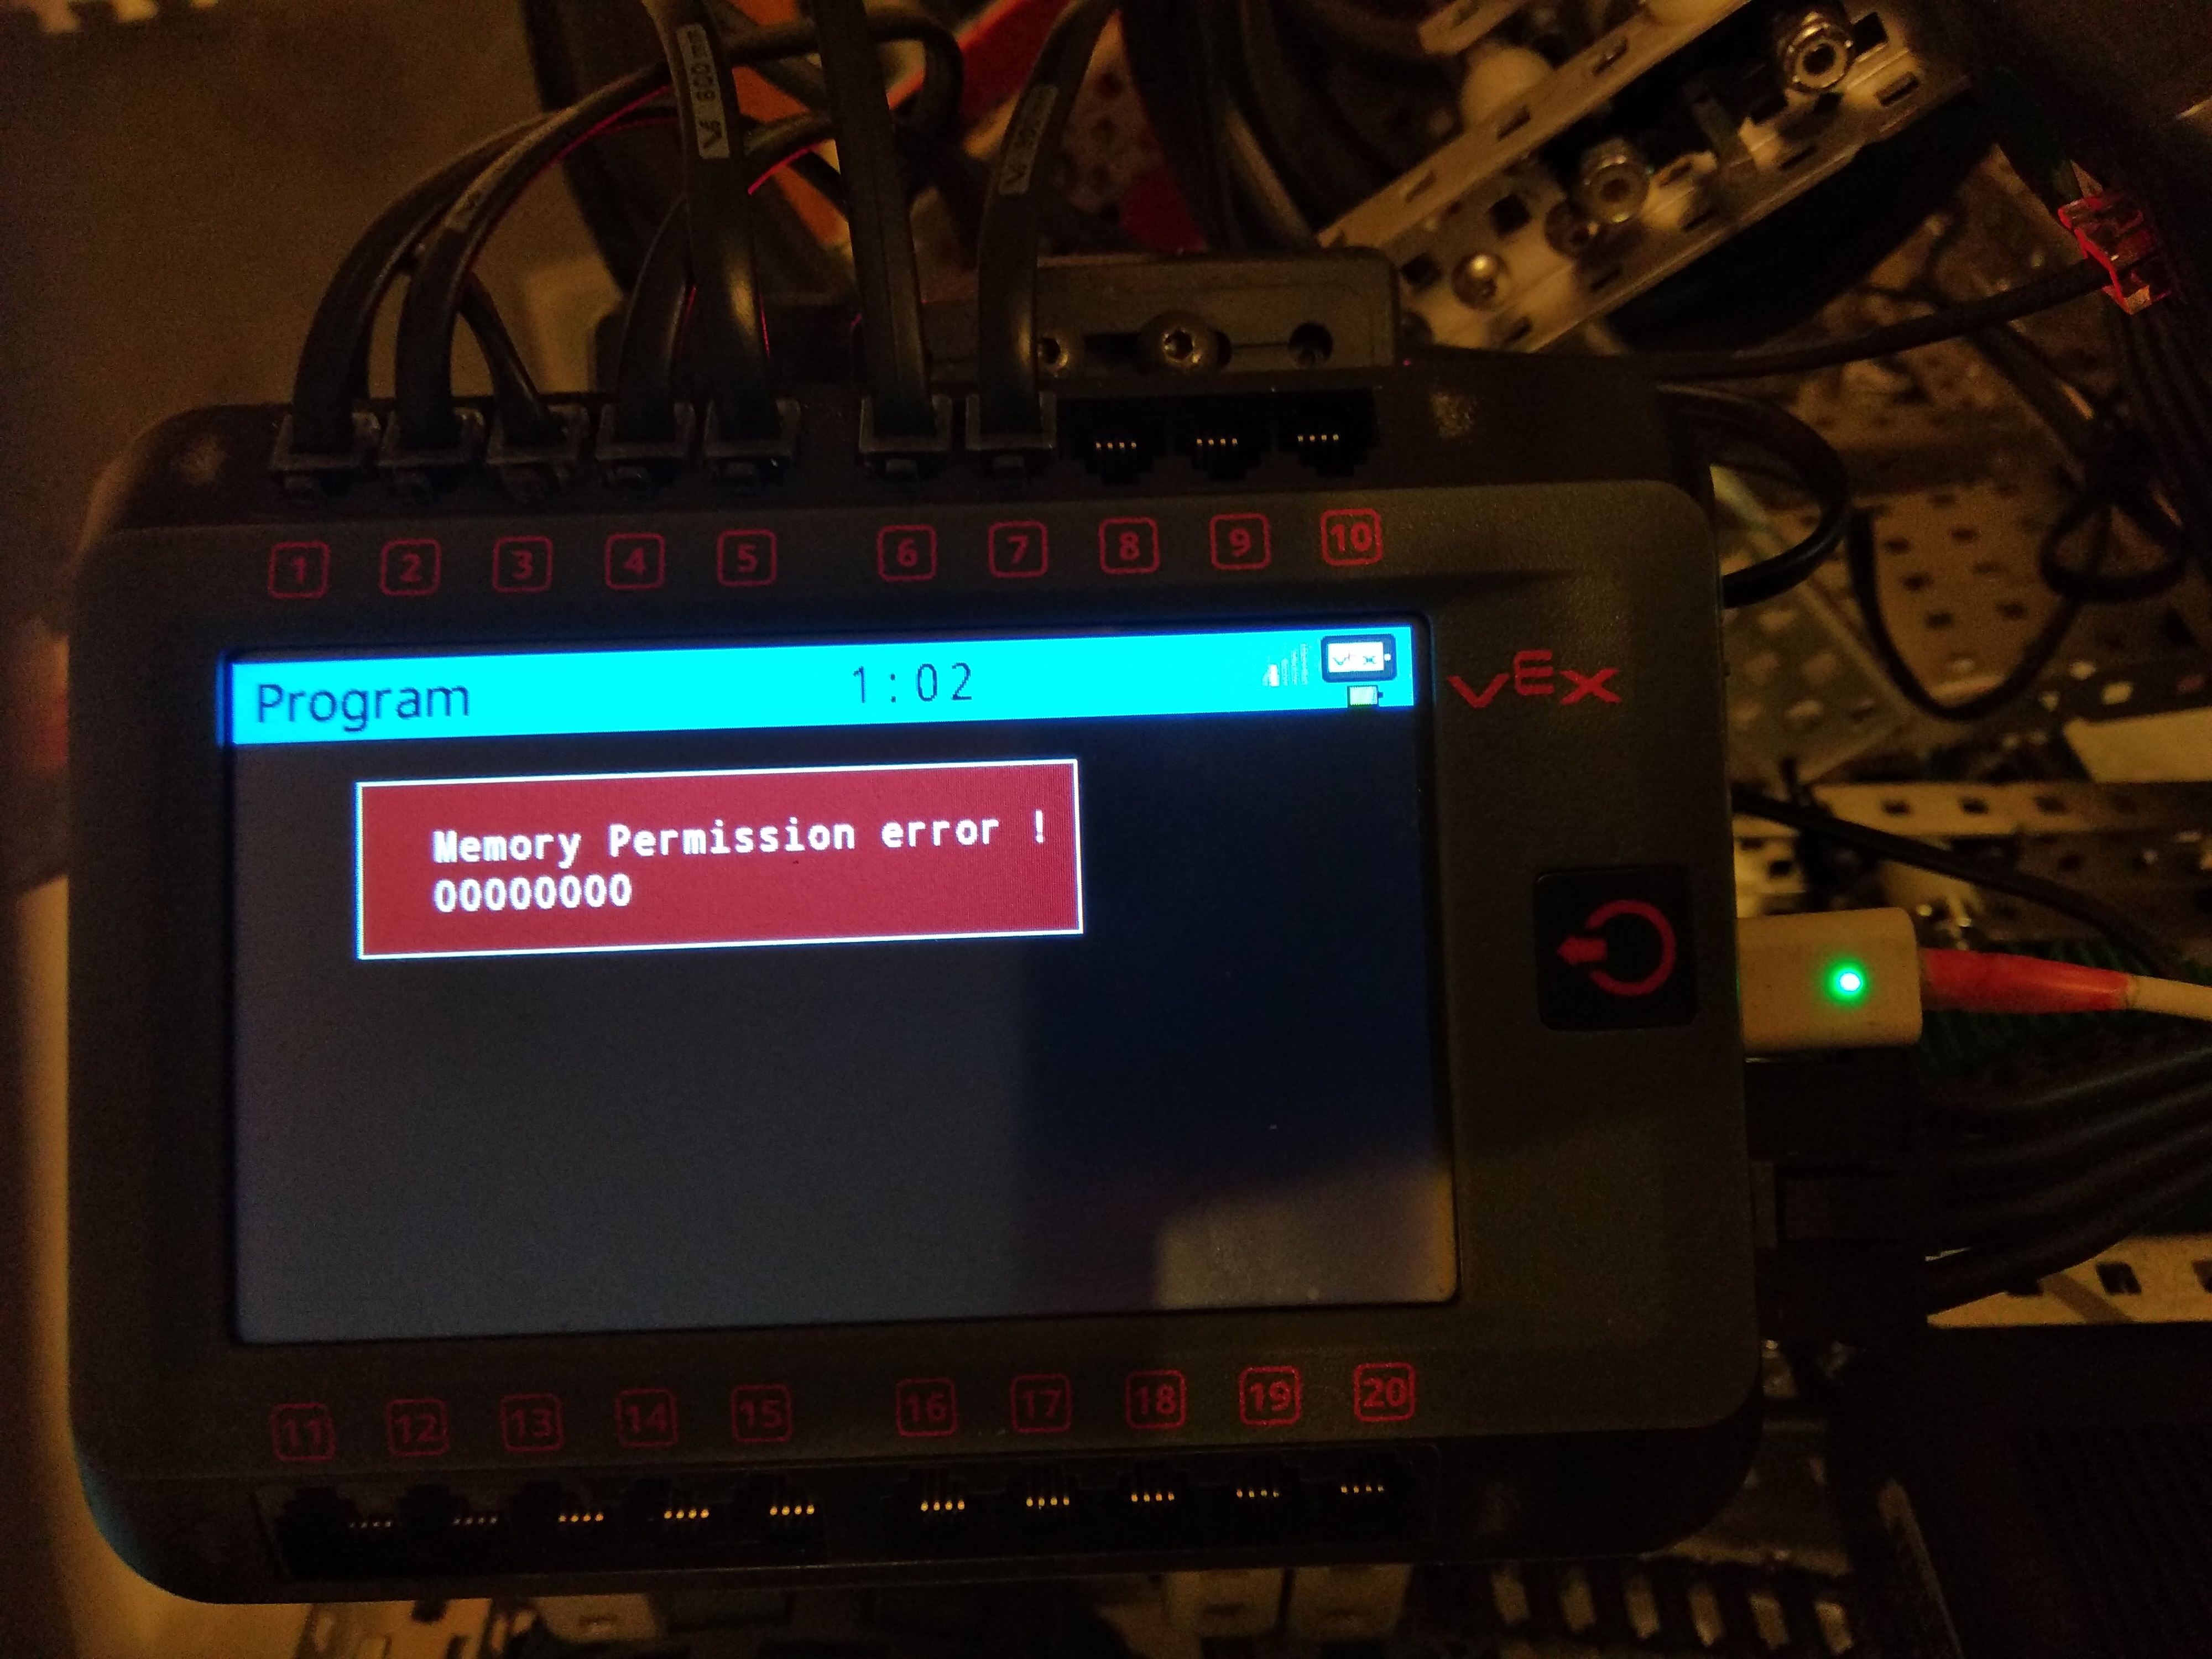 1 2 3 4 5 6 7 8 9 10
Program 1:02
vex
VEX
Memory Permission error !
00000000
11 12 13 14 15 16 17 18 19 20